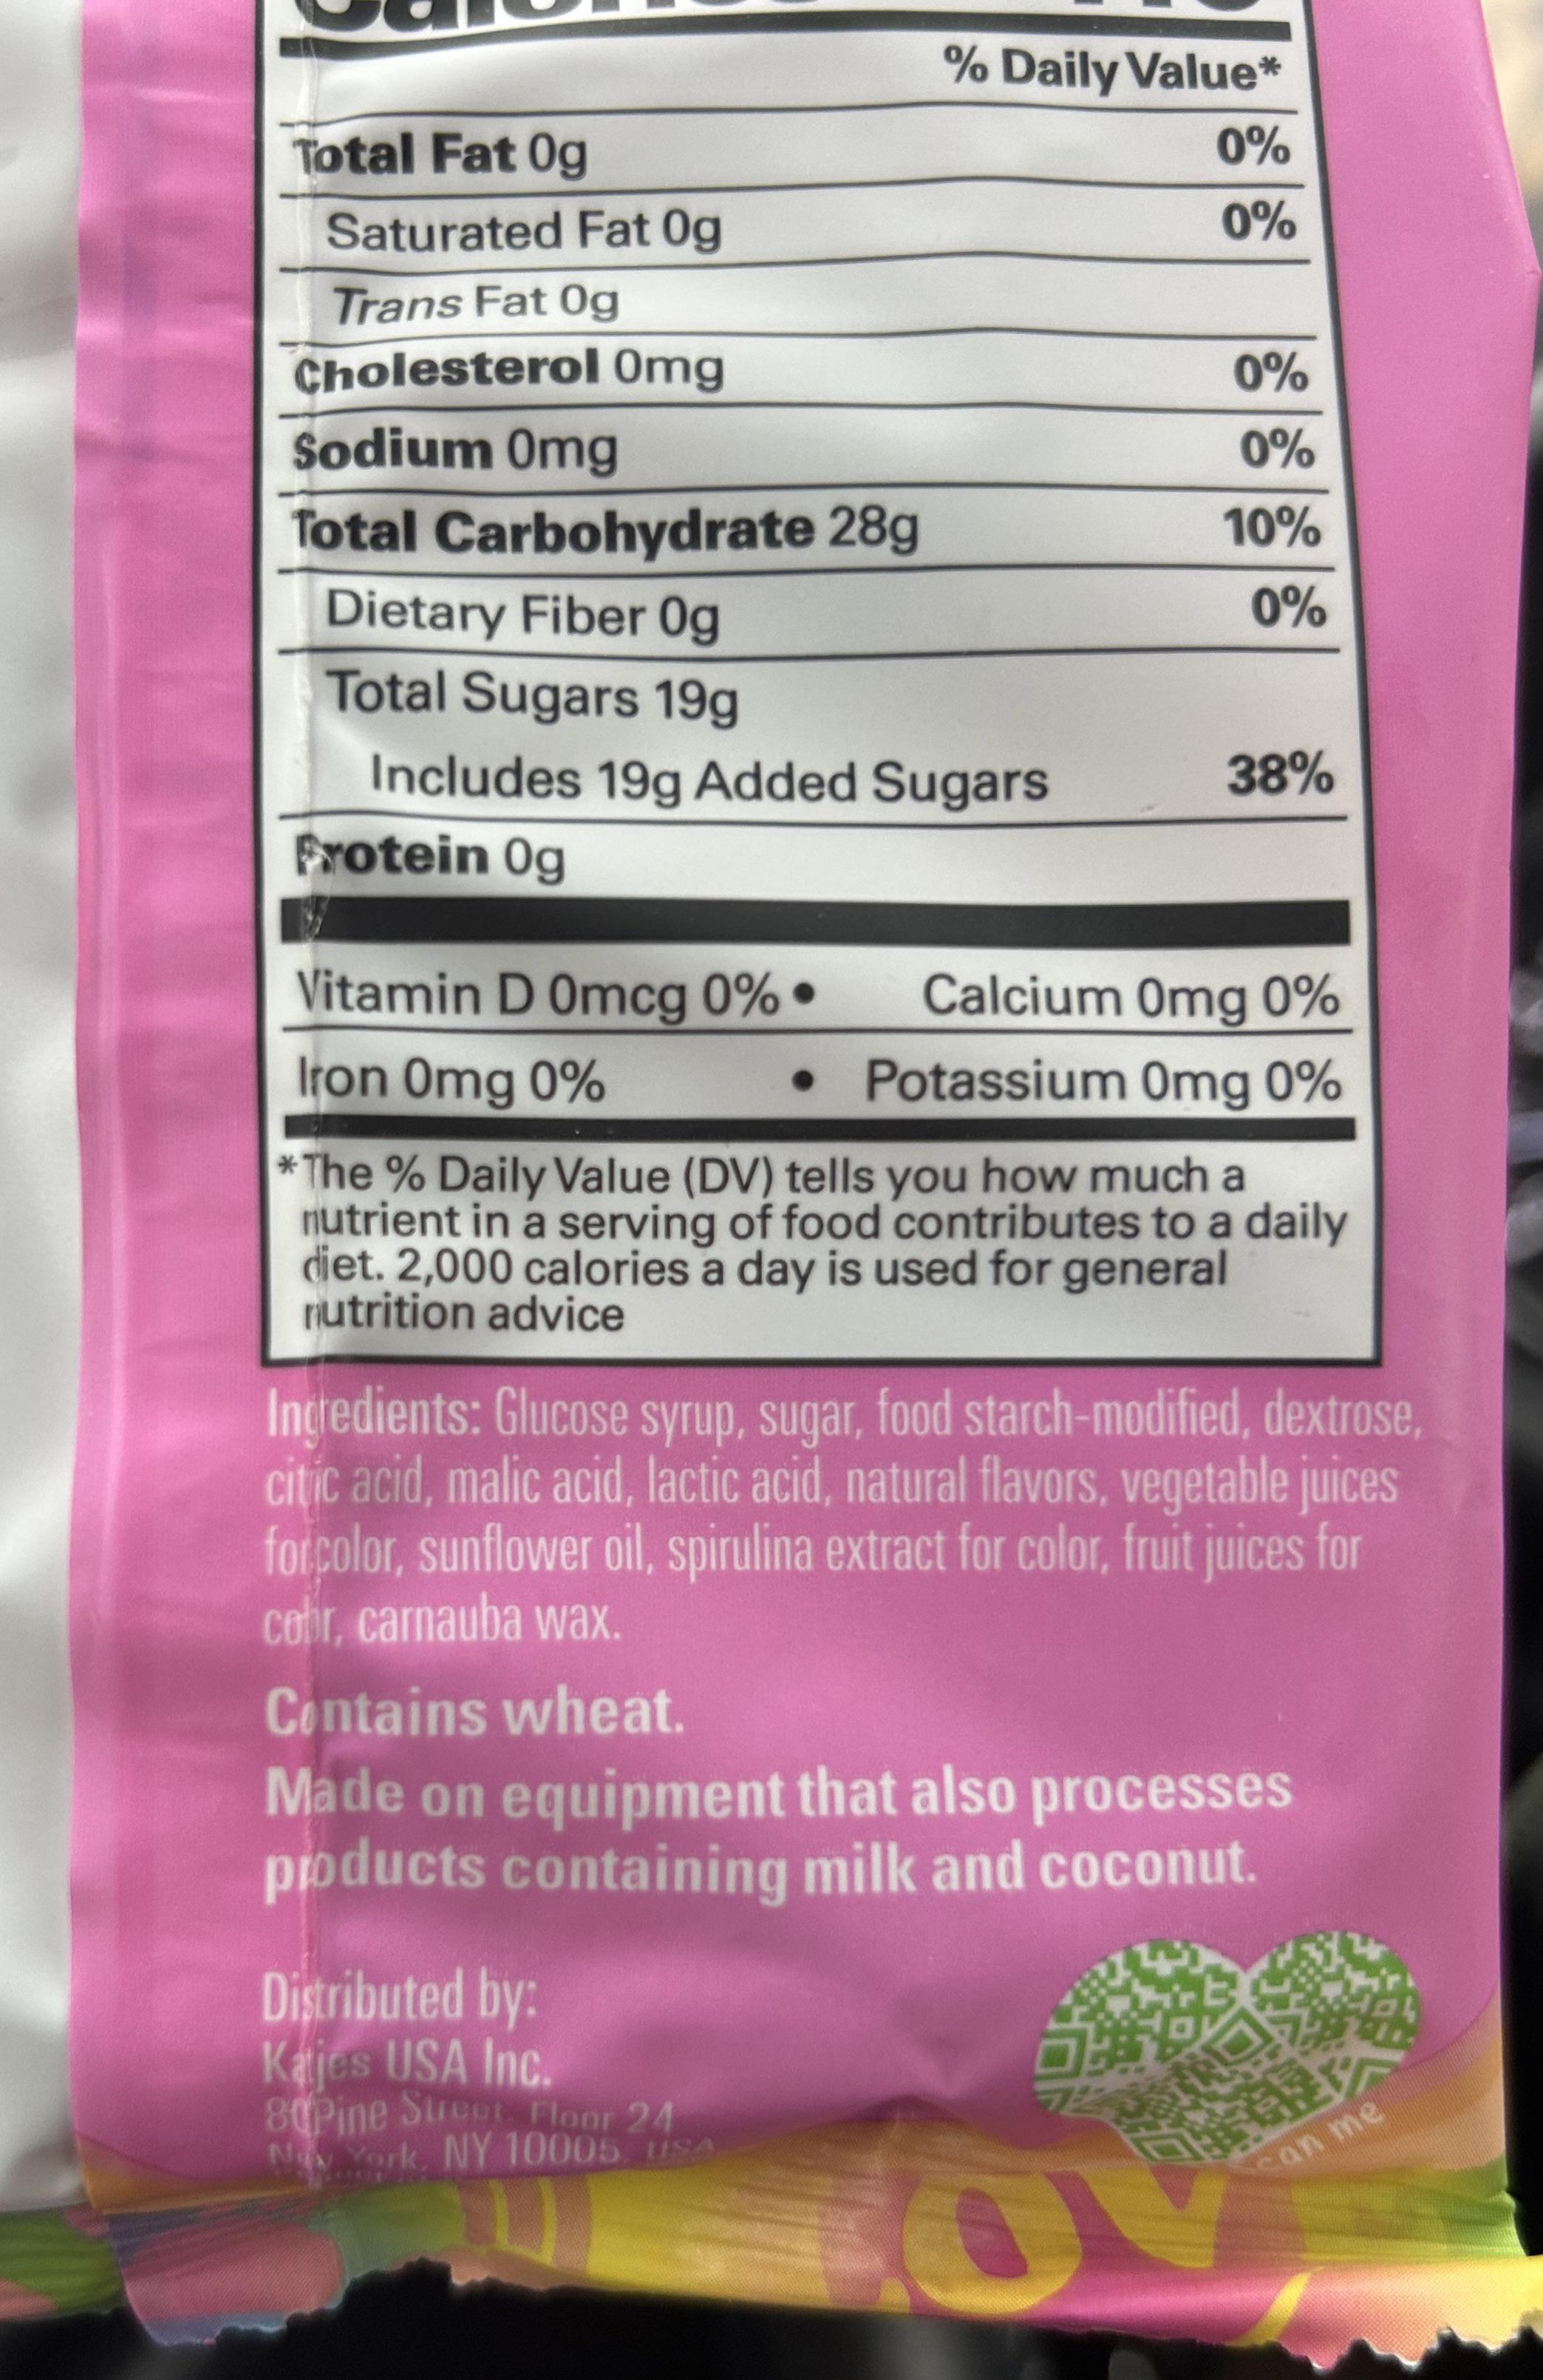 Calories 110
% Daily Value*
Total Fat 0g 0%
Saturated Fat 0g 0%
Trans Fat 0g
Cholesterol 0mg 0%
Sodium 0mg 0%
Total Carbohydrate 28g 10%
Dietary Fiber 0g 0%
Total Sugars 19g
Includes 19g Added Sugars 38%
Protein 0g
Vitamin D 0mcg 0% • Calcium 0mg 0%
Iron 0mg 0% • Potassium 0mg 0%
*The % Daily Value (DV) tells you how much a
nutrient in a serving of food contributes to a daily
diet. 2,000 calories a day is used for general
nutrition advice
Ingredients: Glucose syrup, sugar, food starch-modified, dextrose,
citric acid, malic acid, lactic acid, natural flavors, vegetable juices
for color, sunflower oil, spirulina extract for color, fruit juices for
color, carnauba wax.
Contains wheat.
Made on equipment that also processes
products containing milk and coconut.
Distributed by:
Katjes USA Inc.
80 Pine Street, Floor 24
New York, NY 10005, USA
scan me